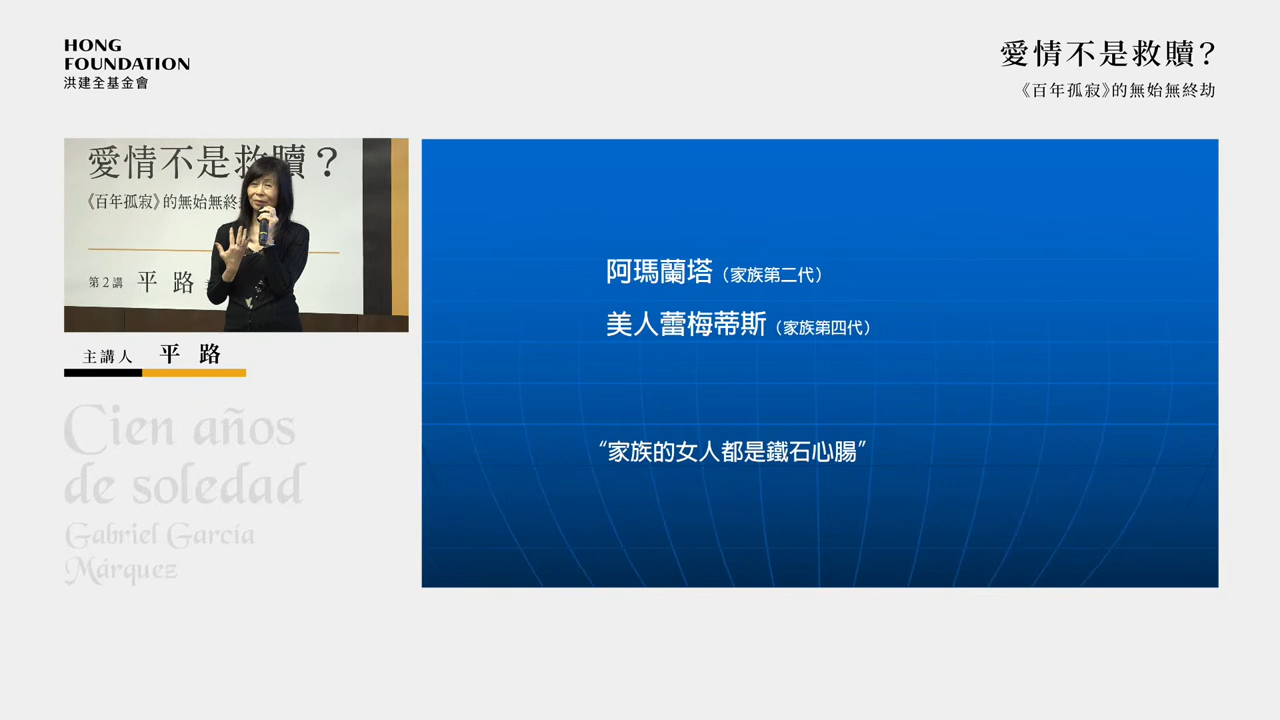 HONG
FOUNDATION
洪建全基金會
愛情不是救贖？
《百年孤寂》的無始無終劫
愛情不是救贖？
《百年孤寂》的無始無終
第2講 平路
主講人 平路
Cien años
de soledad
Gabriel García
Márquez
阿瑪蘭塔（家族第二代）
美人蕾梅蒂斯（家族第四代）
“家族的女人都是鐵石心腸”